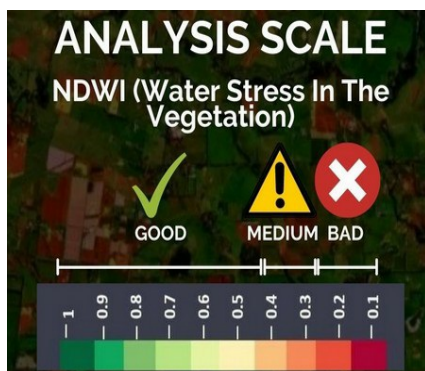 ANALYSIS SCALE
NDWI (Water Stress In The
Vegetation)
GOOD MEDIUM BAD
1 0.9 0.8 0.7 0.6 0.5 0.4 0.3 0.2 0.1